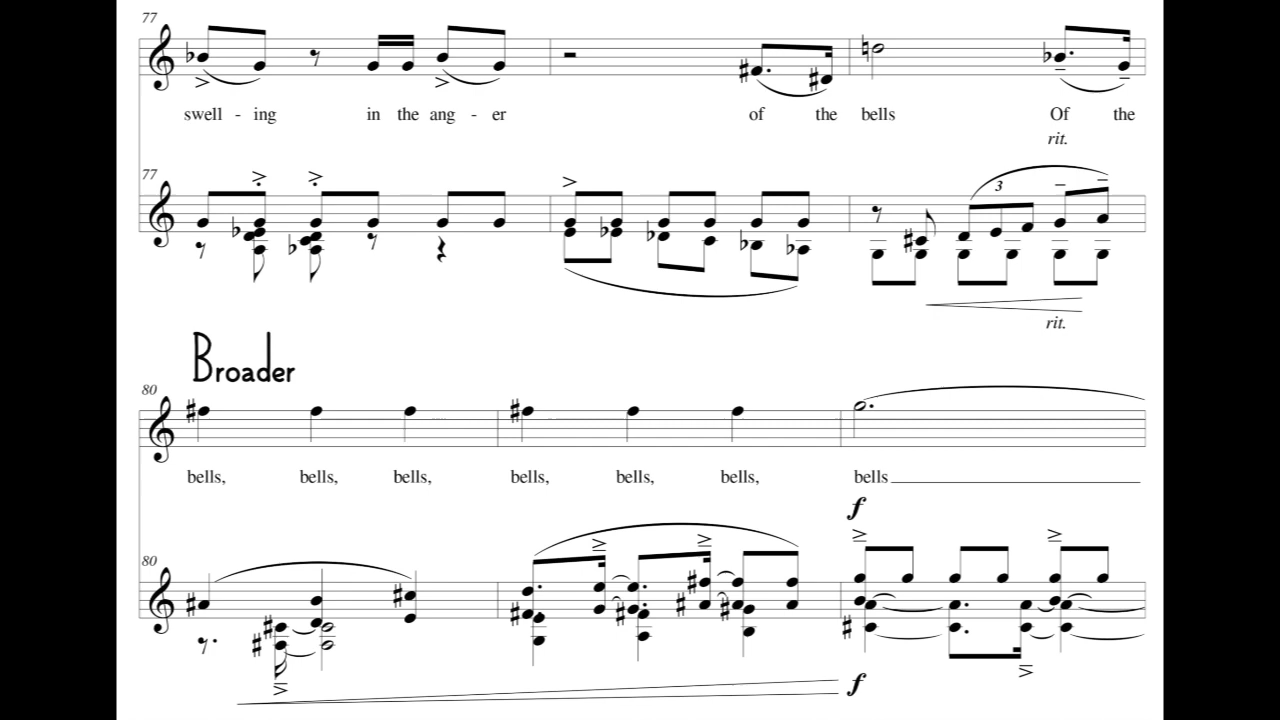 77
swell - ing in the ang - er of the bells Of the
rit.
77
3
rit.
Broader
80
bells, bells, bells, bells, bells, bells, bells
f
80
f